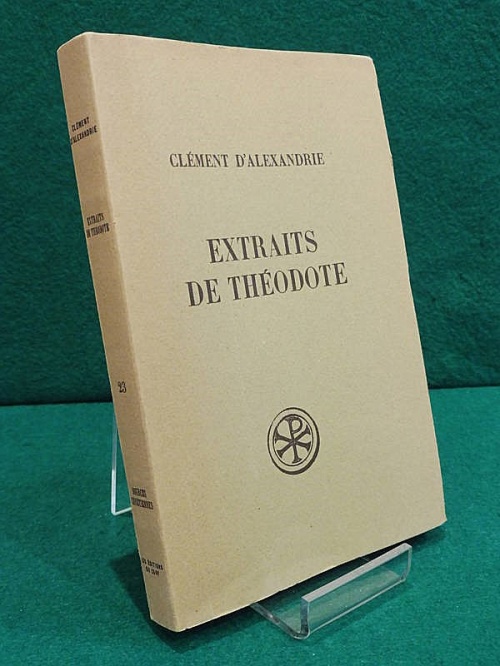 CLÉMENT D'ALEXANDRIE
EXTRAITS
DE THÉODOTE
CLÉMENT
D'ALEXANDRIE
EXTRAITS
DE THÉODOTE
23
SOURCES
CHRÉTIENNES
LES ÉDITIONS
DU CERF